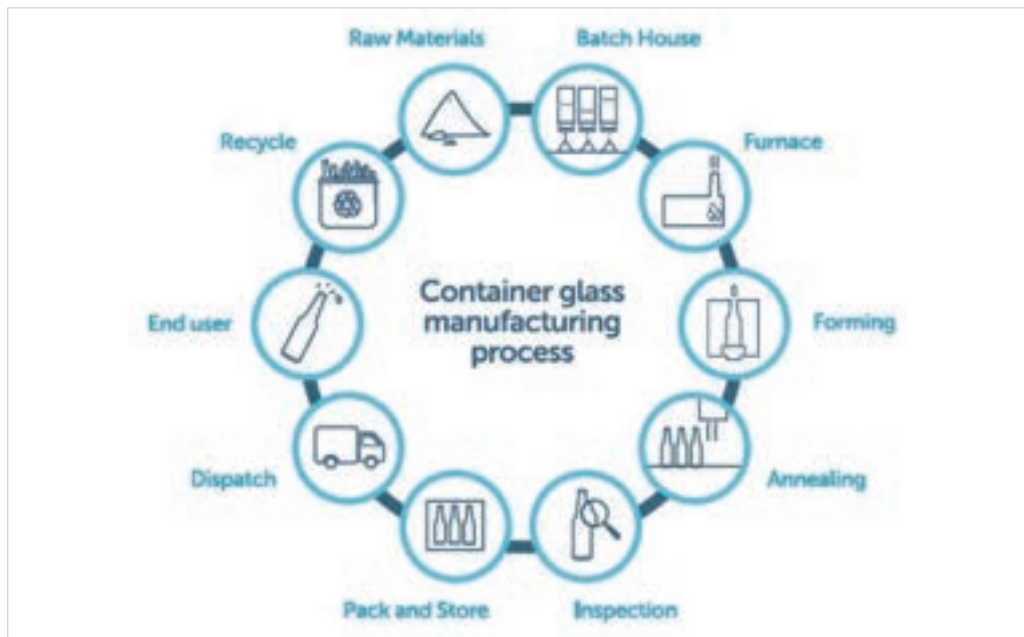 Raw Materials
Batch House
Recycle
Furnace
Container glass
manufacturing
process
End user
Forming
Dispatch
Annealing
Pack and Store
Inspection